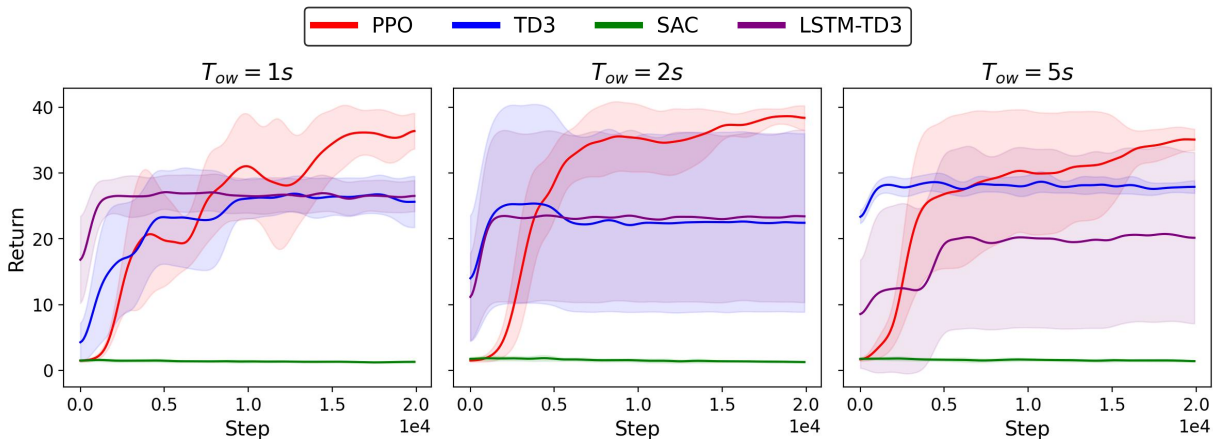 PPO TD3 SAC LSTM-TD3
T_ow = 1s T_ow = 2s T_ow = 5s
Return
40
30
20
10
0
0.0 0.5 1.0 1.5 2.0 0.0 0.5 1.0 1.5 2.0 0.0 0.5 1.0 1.5 2.0
Step 1e4 Step 1e4 Step 1e4